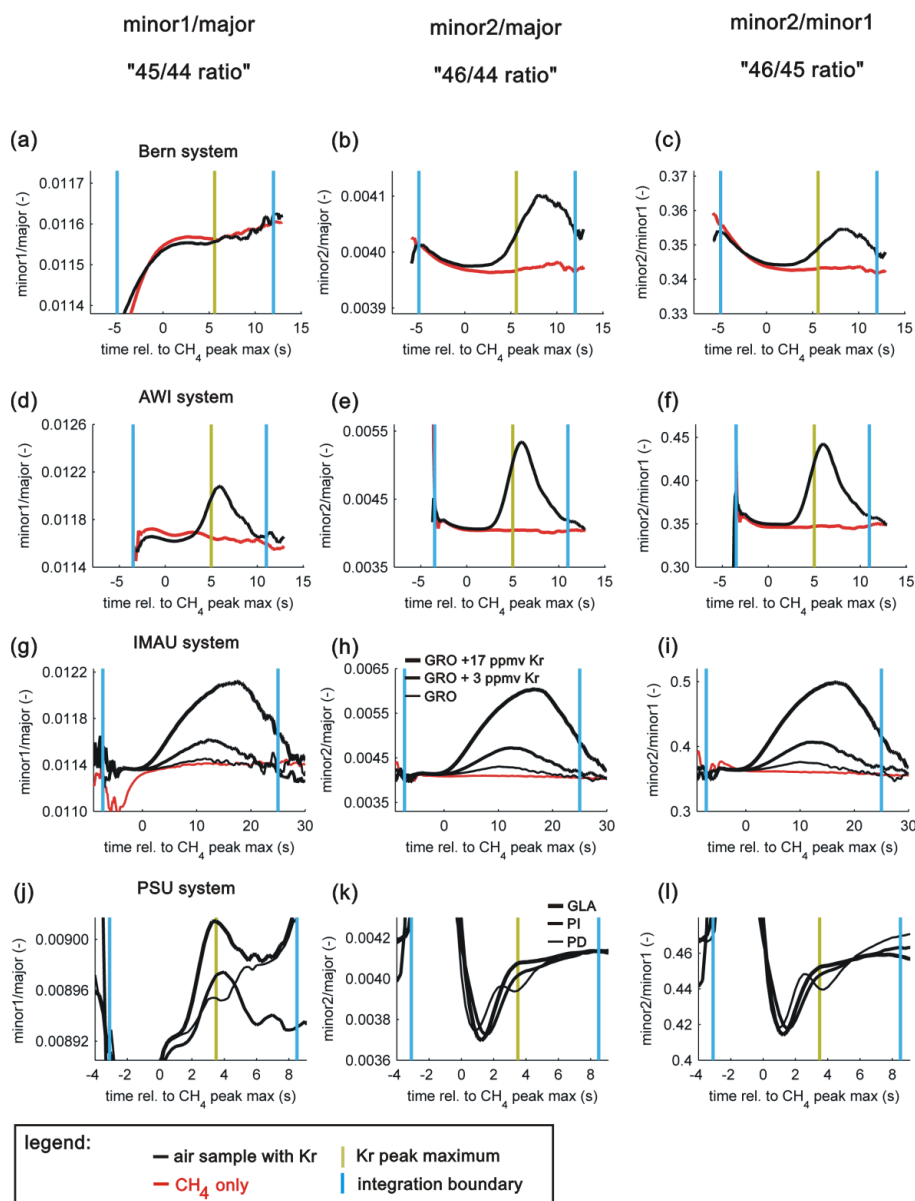 minor1/major
minor2/major
minor2/minor1
"45/44 ratio"
"46/44 ratio"
"46/45 ratio"
(a)
Bern system
minor1/major (-)
0.0117
0.0116
0.0115
0.0114
-5 0 5 10 15
time rel. to CH4 peak max (s)
(b)
minor2/major (-)
0.0041
0.0040
0.0039
-5 0 5 10 15
time rel. to CH4 peak max (s)
(c)
minor2/minor1 (-)
0.37
0.36
0.35
0.34
0.33
-5 0 5 10 15
time rel. to CH4 peak max (s)
(d)
AWI system
minor1/major (-)
0.0126
0.0122
0.0118
0.0114
-5 0 5 10 15
time rel. to CH4 peak max (s)
(e)
minor2/major (-)
0.0055
0.0045
0.0035
-5 0 5 10 15
time rel. to CH4 peak max (s)
(f)
minor2/minor1 (-)
0.45
0.40
0.35
0.30
-5 0 5 10 15
time rel. to CH4 peak max (s)
(g)
IMAU system
minor1/major (-)
0.0122
0.0118
0.0114
0.0110
0 10 20 30
time rel. to CH4 peak max (s)
(h)
GRO +17 ppmv Kr
GRO + 3 ppmv Kr
GRO
minor2/major (-)
0.0065
0.0055
0.0045
0.0035
0 10 20 30
time rel. to CH4 peak max (s)
(i)
minor2/minor1 (-)
0.5
0.4
0.3
0 10 20 30
time rel. to CH4 peak max (s)
(j)
PSU system
minor1/major (-)
0.00900
0.00896
0.00892
-4 -2 0 2 4 6 8
time rel. to CH4 peak max (s)
(k)
GLA
PI
PD
minor2/major (-)
0.0042
0.0040
0.0038
0.0036
-4 -2 0 2 4 6 8
time rel. to CH4 peak max (s)
(l)
minor2/minor1 (-)
0.46
0.44
0.42
0.4
-4 -2 0 2 4 6 8
time rel. to CH4 peak max (s)
legend:
air sample with Kr
Kr peak maximum
CH4 only
integration boundary